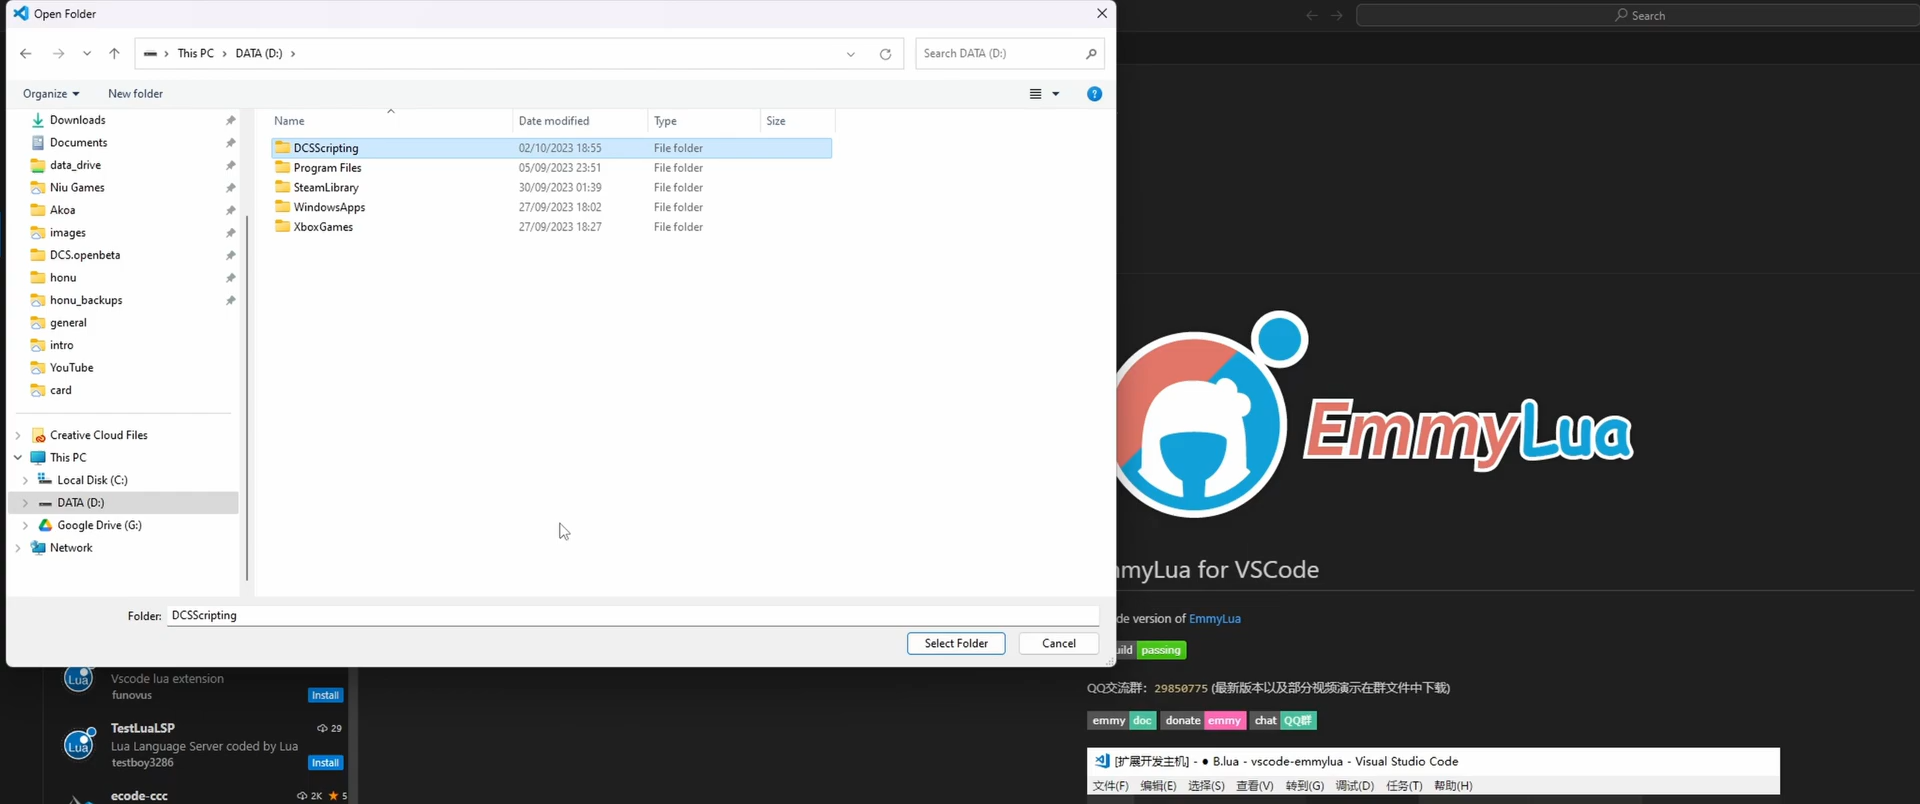 Open Folder
Search
This PC > DATA (D:) >
Search DATA (D:)
Organize
New folder
Name
Date modified
Type
Size
DCSScripting 02/10/2023 18:55 File folder
Program Files 05/09/2023 23:51 File folder
SteamLibrary 30/09/2023 01:39 File folder
WindowsApps 27/09/2023 18:02 File folder
XboxGames 27/09/2023 18:27 File folder
Downloads
Documents
data_drive
Niu Games
Akoa
images
DCS.openbeta
honu
honu_backups
general
intro
YouTube
card
Creative Cloud Files
This PC
Local Disk (C:)
DATA (D:)
Google Drive (G:)
Network
Folder: DCSScripting
Select Folder
Cancel
EmmyLua
myLua for VSCode
de version of EmmyLua
ild passing
QQ交流群：29850775 (最新版本以及部分视频演示在群文件中下载)
emmy doc donate emmy chat QQ群
[扩展开发主机] - ● B.lua - vscode-emmylua - Visual Studio Code
文件(F) 编辑(E) 选择(S) 查看(V) 转到(G) 调试(D) 任务(T) 帮助(H)
Lua
Vscode lua extension
funovus
Install
Lua
TestLuaLSP 29
Lua Language Server coded by Lua
testboy3286
Install
ecode-ccc 2K ★ 5